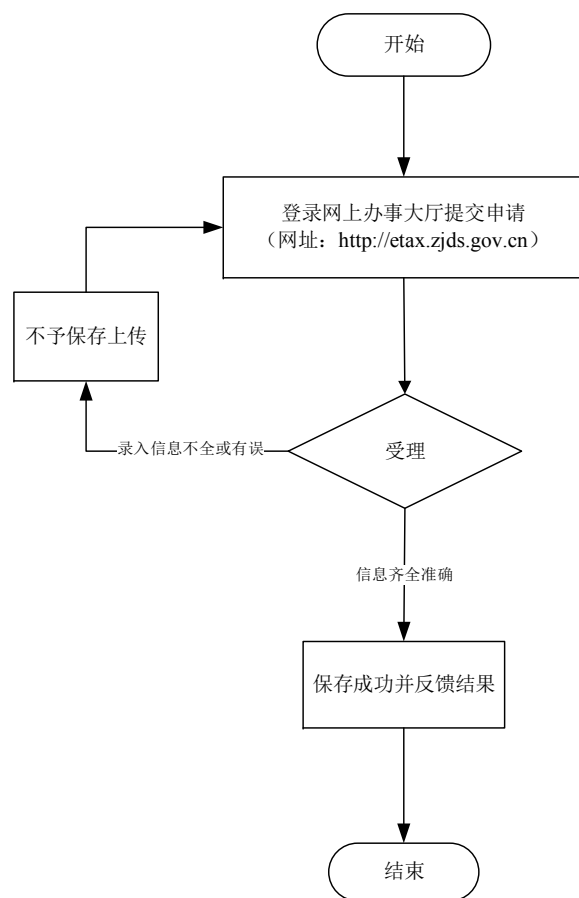 开始
登录网上办事大厅提交申请
（网址：http://etax.zjds.gov.cn）
不予保存上传
录入信息不全或有误
受理
信息齐全准确
保存成功并反馈结果
结束